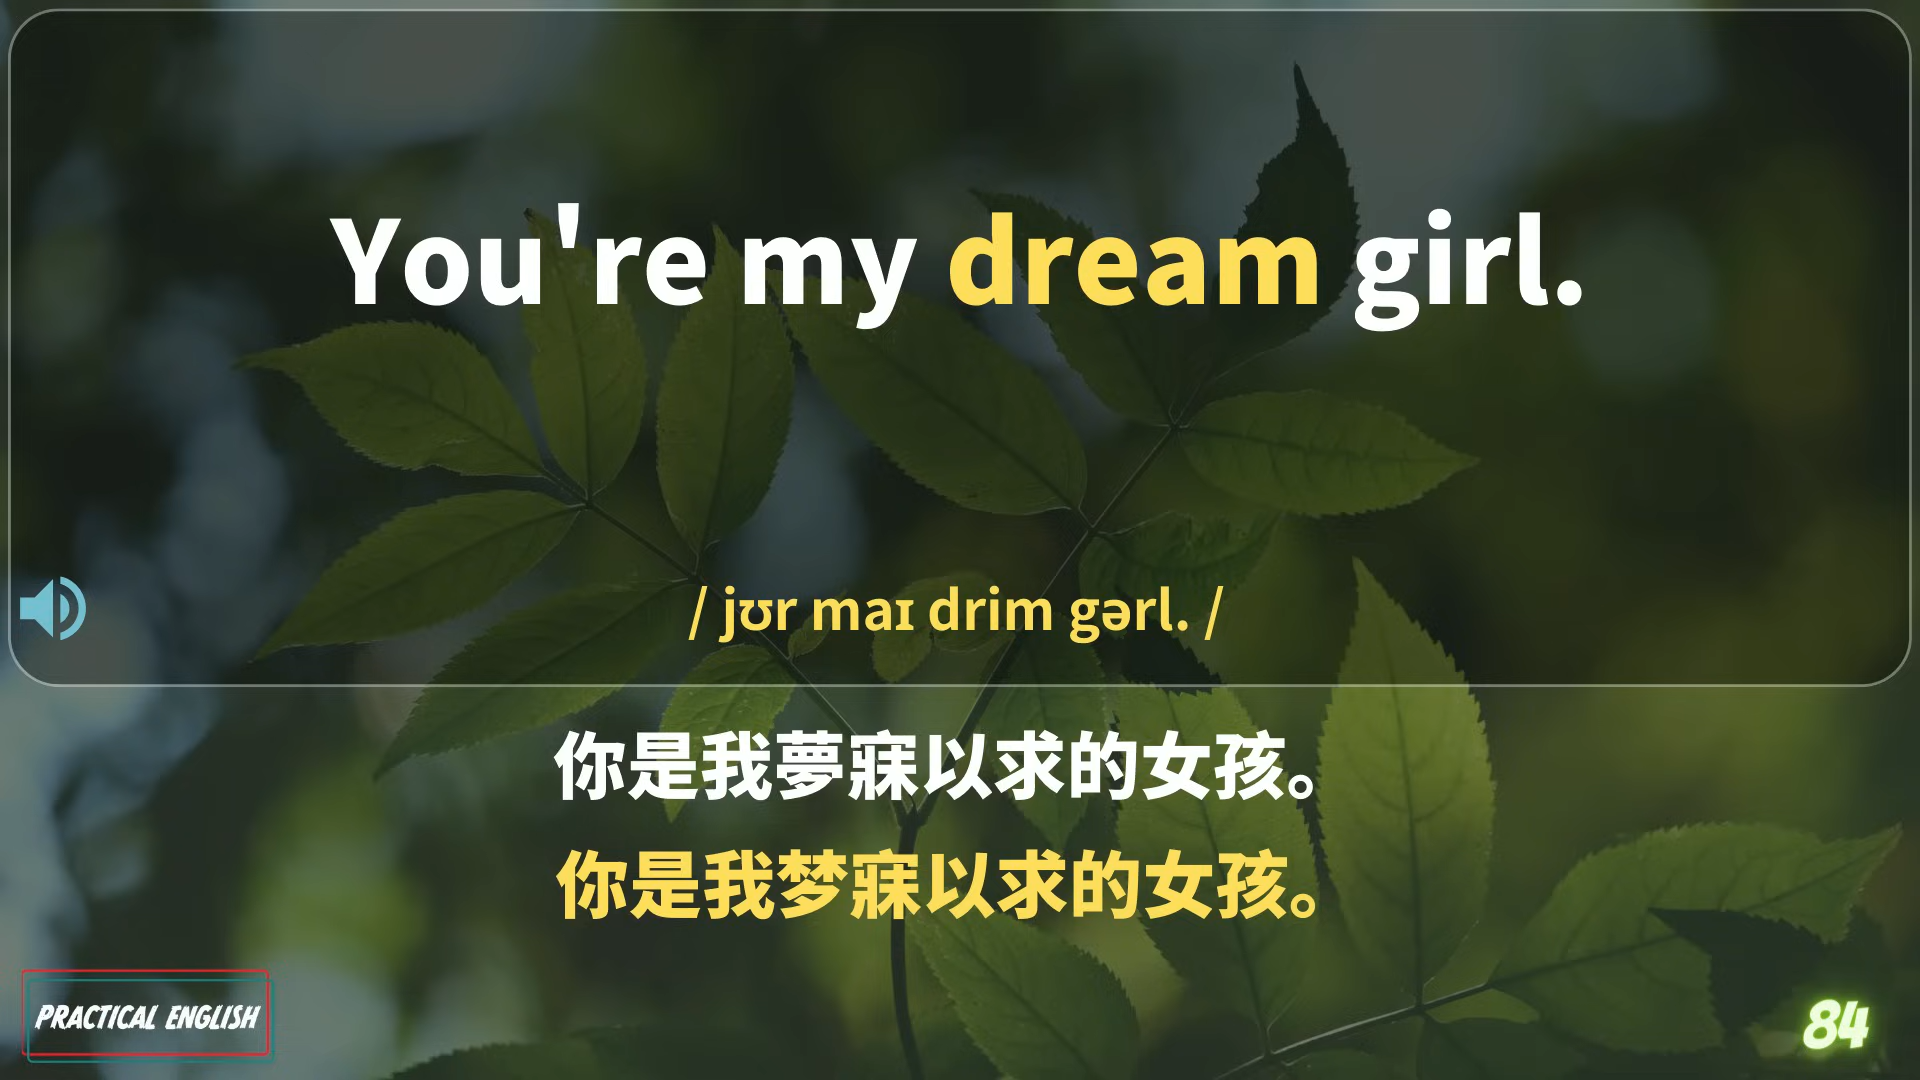 You're my dream girl.
/ jʊr maɪ drim gərl. /
你是我夢寐以求的女孩。
你是我梦寐以求的女孩。
PRACTICAL ENGLISH
84